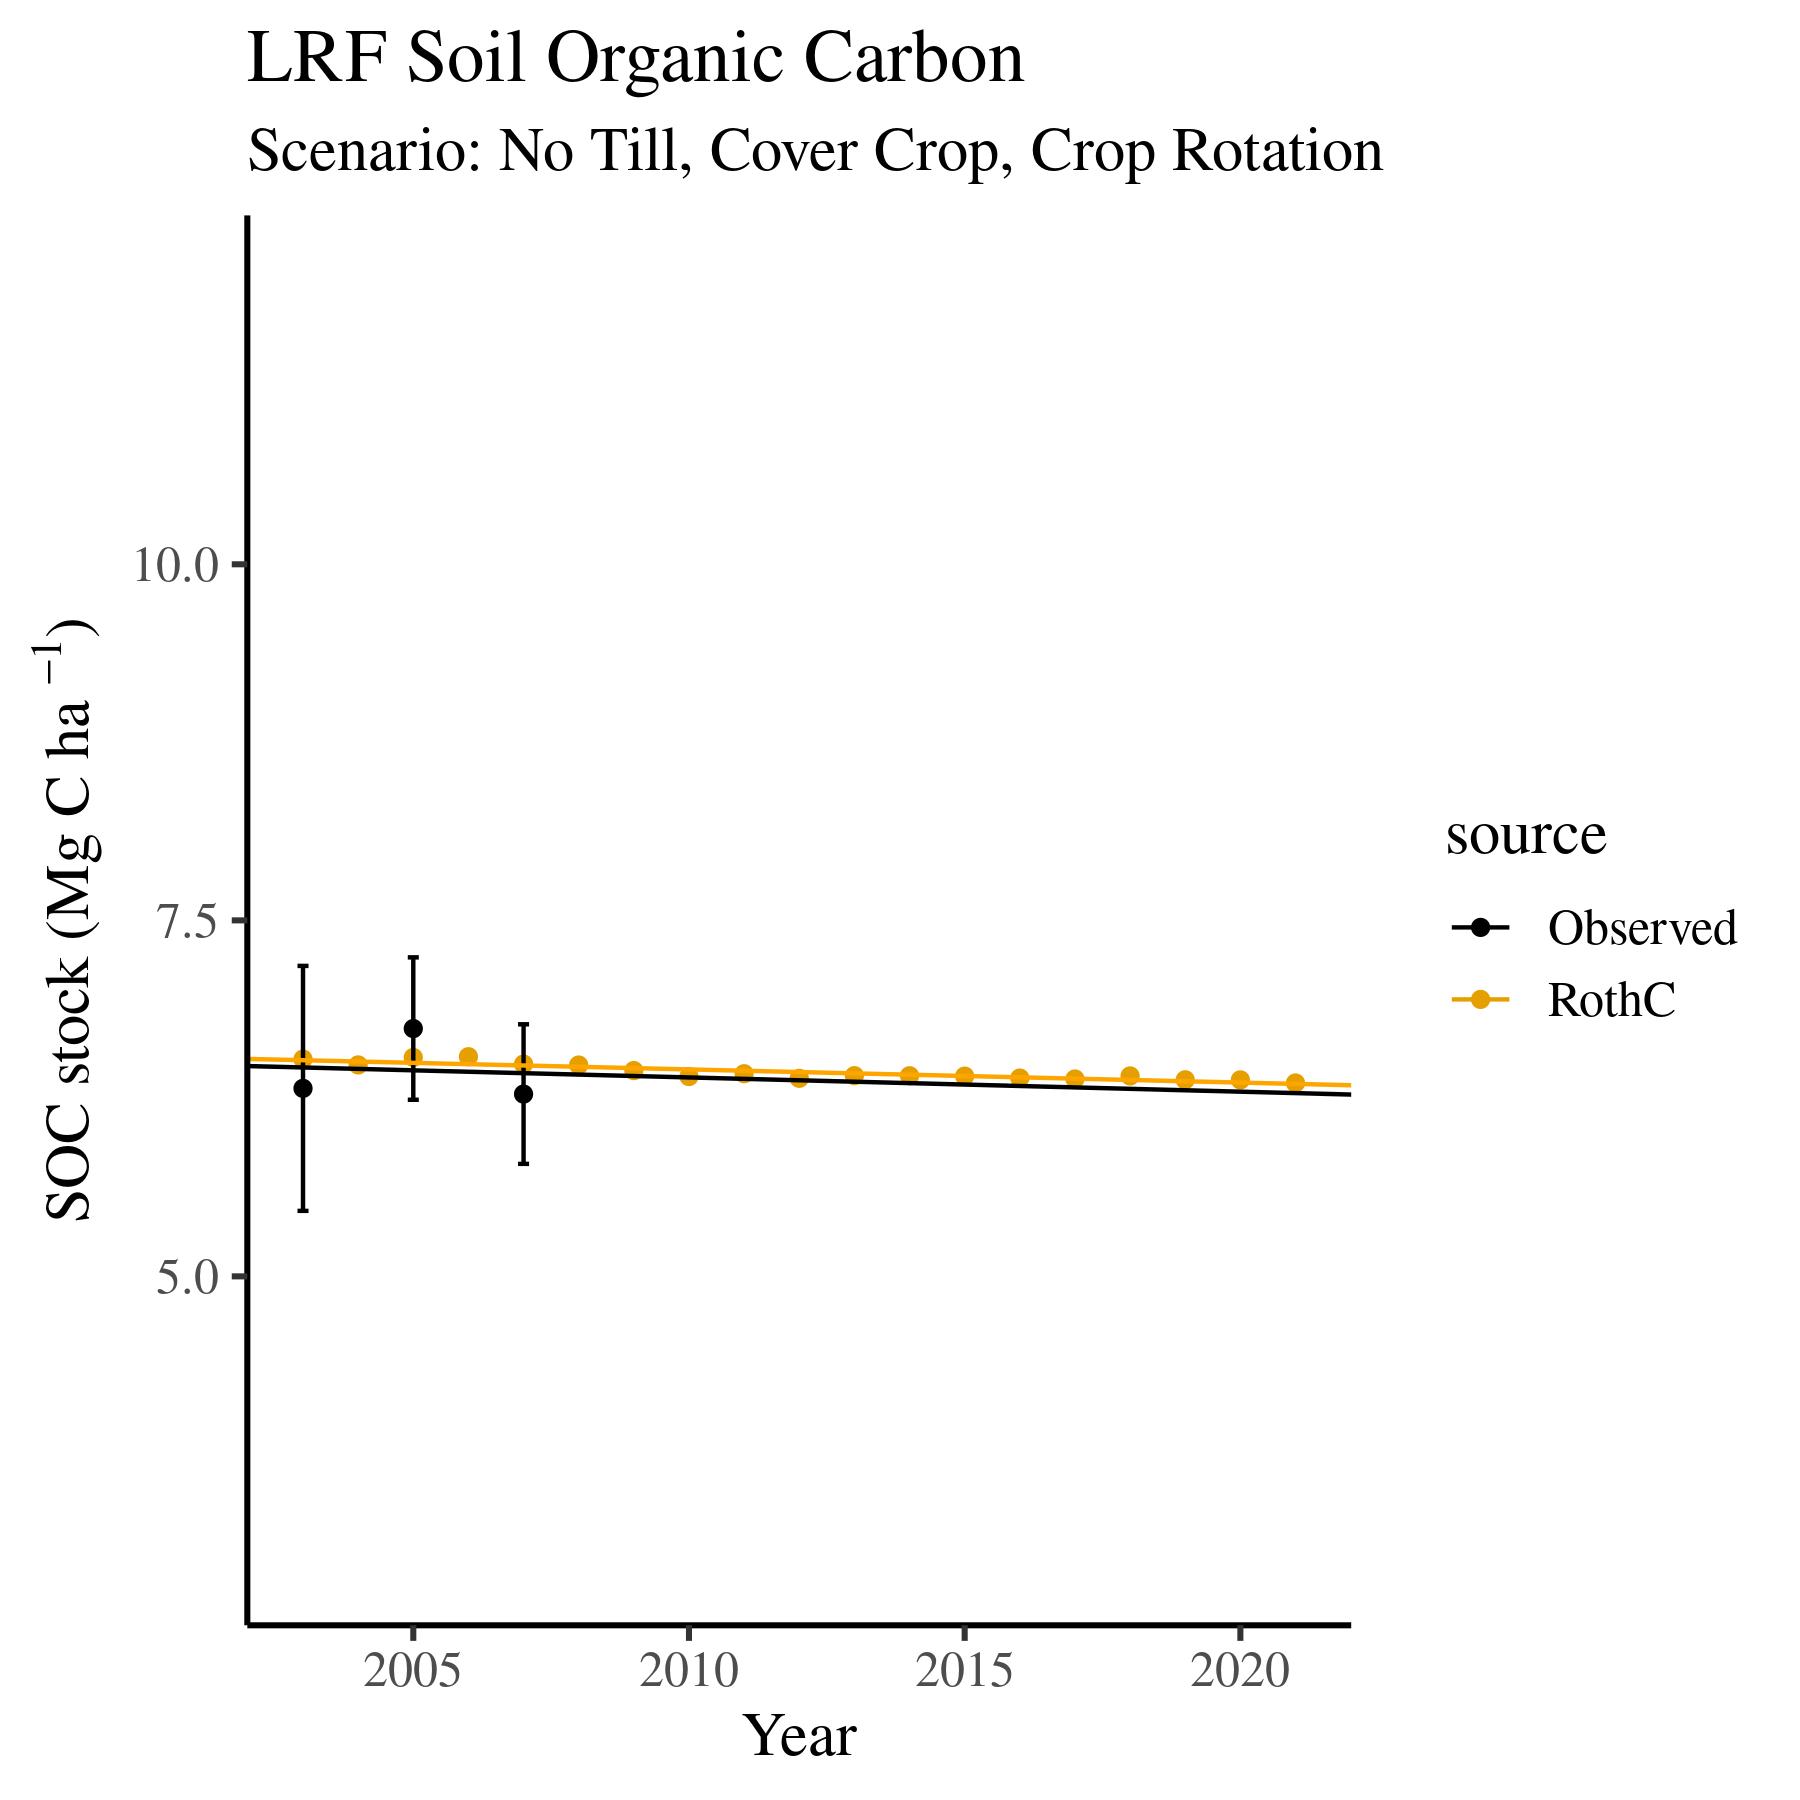 LRF Soil Organic Carbon
Scenario: No Till, Cover Crop, Crop Rotation
SOC stock (Mg C ha ⁻¹)
10.0
7.5
5.0
2005 2010 2015 2020
Year
source
Observed
RothC